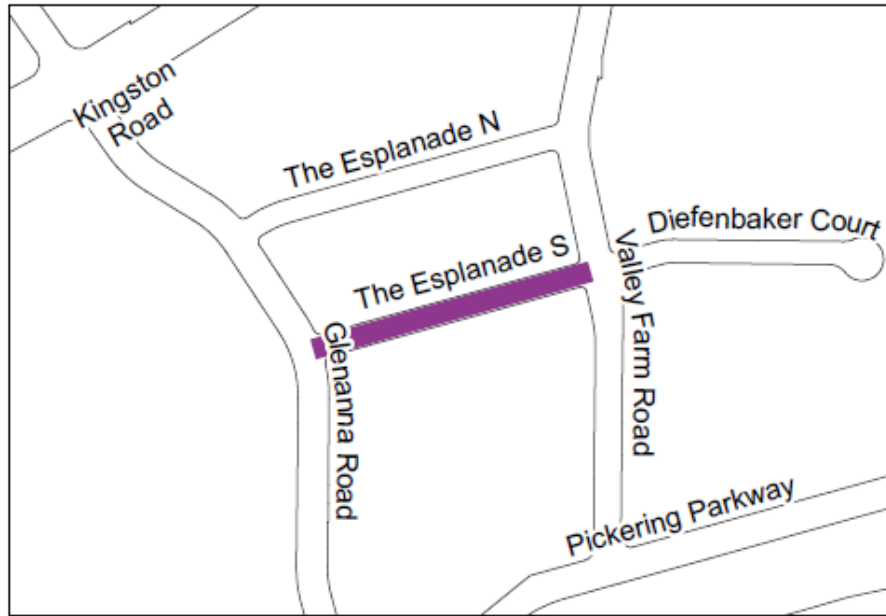 Kingston
Road
The Esplanade N
Diefenbaker Court
The Esplanade S
Valley Farm Road
Glenanna Road
Pickering Parkway